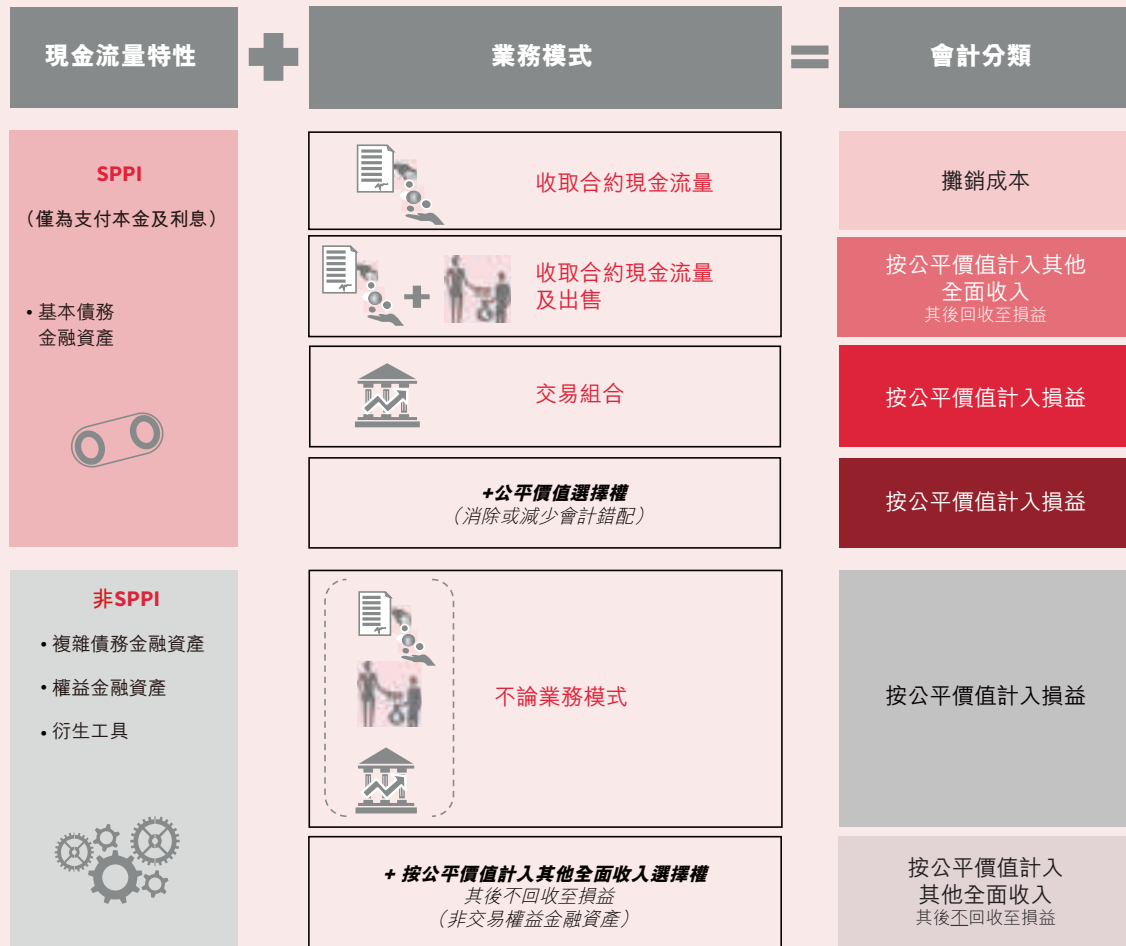 現金流量特性
業務模式
會計分類
SPPI
（僅為支付本金及利息）
• 基本債務
金融資產
收取合約現金流量
攤銷成本
收取合約現金流量
及出售
按公平價值計入其他
全面收入
其後回收至損益
交易組合
按公平價值計入損益
+公平價值選擇權
（消除或減少會計錯配）
按公平價值計入損益
非SPPI
• 複雜債務金融資產
• 權益金融資產
• 衍生工具
不論業務模式
按公平價值計入損益
+ 按公平價值計入其他全面收入選擇權
其後不回收至損益
（非交易權益金融資產）
按公平價值計入
其他全面收入
其後不回收至損益